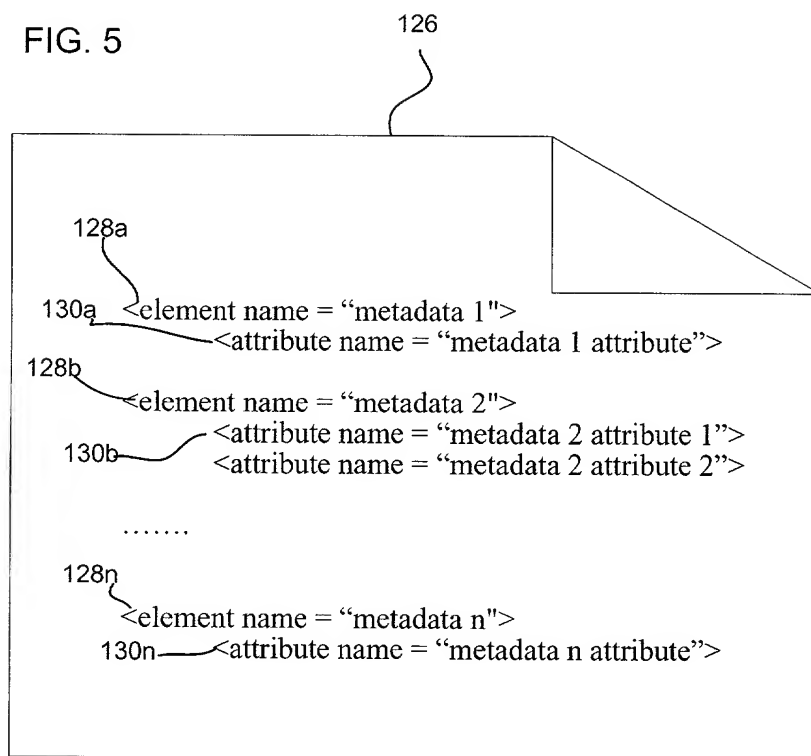 FIG. 5
126
128a
<element name = “metadata 1">
130a
<attribute name = “metadata 1 attribute”>
128b
<element name = “metadata 2">
<attribute name = “metadata 2 attribute 1”>
130b
<attribute name = “metadata 2 attribute 2”>
.......
128n
<element name = “metadata n">
130n
<attribute name = “metadata n attribute”>